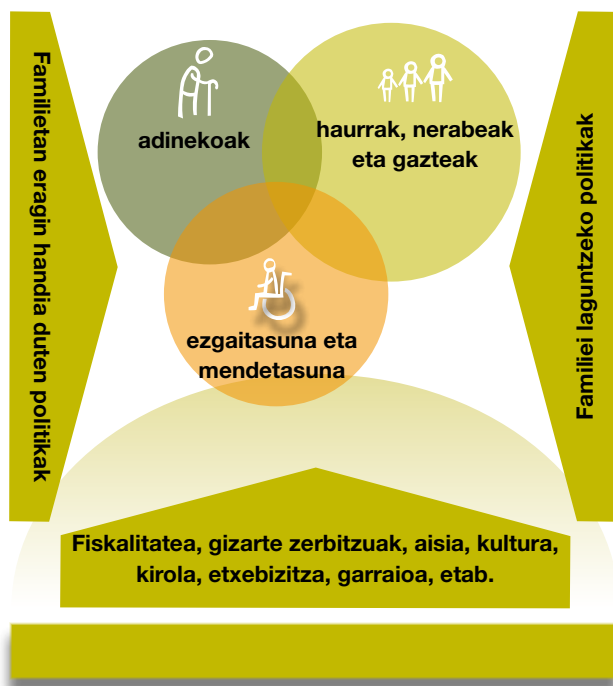 Familietan eragin handia duten politikak
adinekoak
haurrak, nerabeak
eta gazteak
ezgaitasuna eta
mendetasuna
Familiei laguntzeko politikak
Fiskalitatea, gizarte zerbitzuak, aisia, kultura,
kirola, etxebizitza, garraioa, etab.